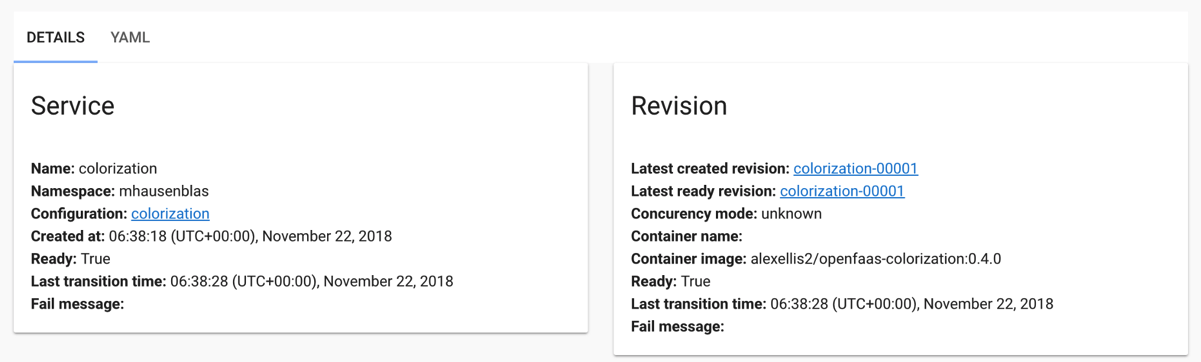 DETAILS YAML
Service
Name: colorization
Namespace: mhausenblas
Configuration: colorization
Created at: 06:38:18 (UTC+00:00), November 22, 2018
Ready: True
Last transition time: 06:38:28 (UTC+00:00), November 22, 2018
Fail message:
Revision
Latest created revision: colorization-00001
Latest ready revision: colorization-00001
Concurency mode: unknown
Container name:
Container image: alexellis2/openfaas-colorization:0.4.0
Ready: True
Last transition time: 06:38:28 (UTC+00:00), November 22, 2018
Fail message: